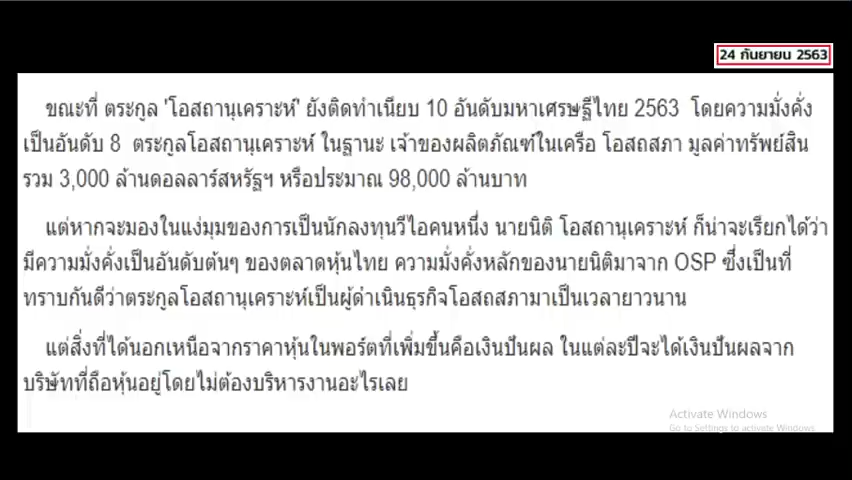 24 กันยายน 2563
ขณะที่ ตระกูล 'โอสถานุเคราะห์' ยังติดทำเนียบ 10 อันดับมหาเศรษฐีไทย 2563 โดยความมั่งคั่ง
เป็นอันดับ 8 ตระกูลโอสถานุเคราะห์ ในฐานะ เจ้าของผลิตภัณฑ์ในเครือ โอสถสภา มูลค่าทรัพย์สิน
รวม 3,000 ล้านดอลลาร์สหรัฐฯ หรือประมาณ 98,000 ล้านบาท
แต่หากจะมองในแง่มุมของการเป็นนักลงทุนวีไอคนหนึ่ง นายนิติ โอสถานุเคราะห์ ก็น่าจะเรียกได้ว่า
มีความมั่งคั่งเป็นอันดับต้นๆ ของตลาดหุ้นไทย ความมั่งคั่งหลักของนายนิติมาจาก OSP ซึ่งเป็นที่
ทราบกันดีว่าตระกูลโอสถานุเคราะห์เป็นผู้ดำเนินธุรกิจโอสถสภามาเป็นเวลายาวนาน
แต่สิ่งที่ได้นอกเหนือจากราคาหุ้นในพอร์ตที่เพิ่มขึ้นคือเงินปันผล ในแต่ละปีจะได้เงินปันผลจาก
บริษัทที่ถือหุ้นอยู่โดยไม่ต้องบริหารงานอะไรเลย
Activate Windows
Go to Settings to activate Windows.